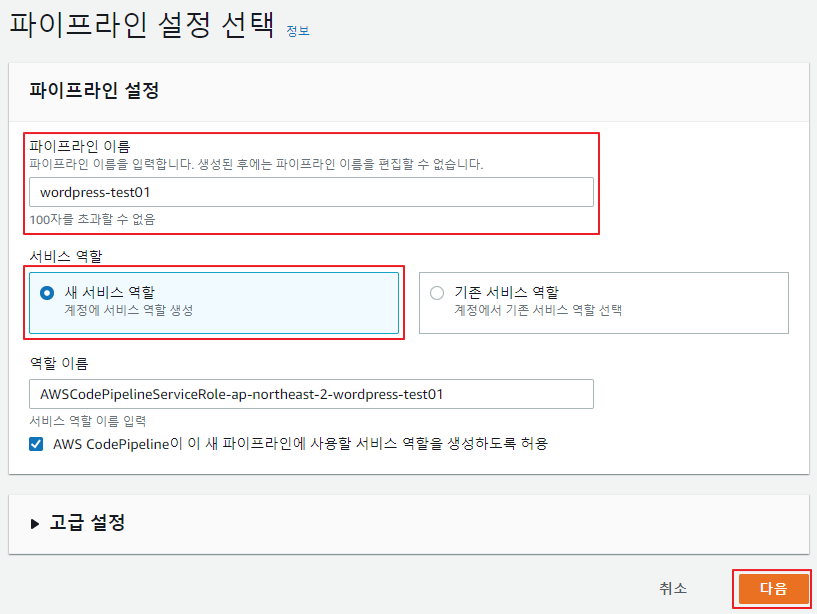 파이프라인 설정 선택 정보
파이프라인 설정
파이프라인 이름
파이프라인 이름을 입력합니다. 생성된 후에는 파이프라인 이름을 편집할 수 없습니다.
wordpress-test01
100자를 초과할 수 없음
서비스 역할
새 서비스 역할
계정에 서비스 역할 생성
기존 서비스 역할
계정에서 기존 서비스 역할 선택
역할 이름
AWSCodePipelineServiceRole-ap-northeast-2-wordpress-test01
서비스 역할 이름 입력
AWS CodePipeline이 이 새 파이프라인에 사용할 서비스 역할을 생성하도록 허용
고급 설정
취소
다음